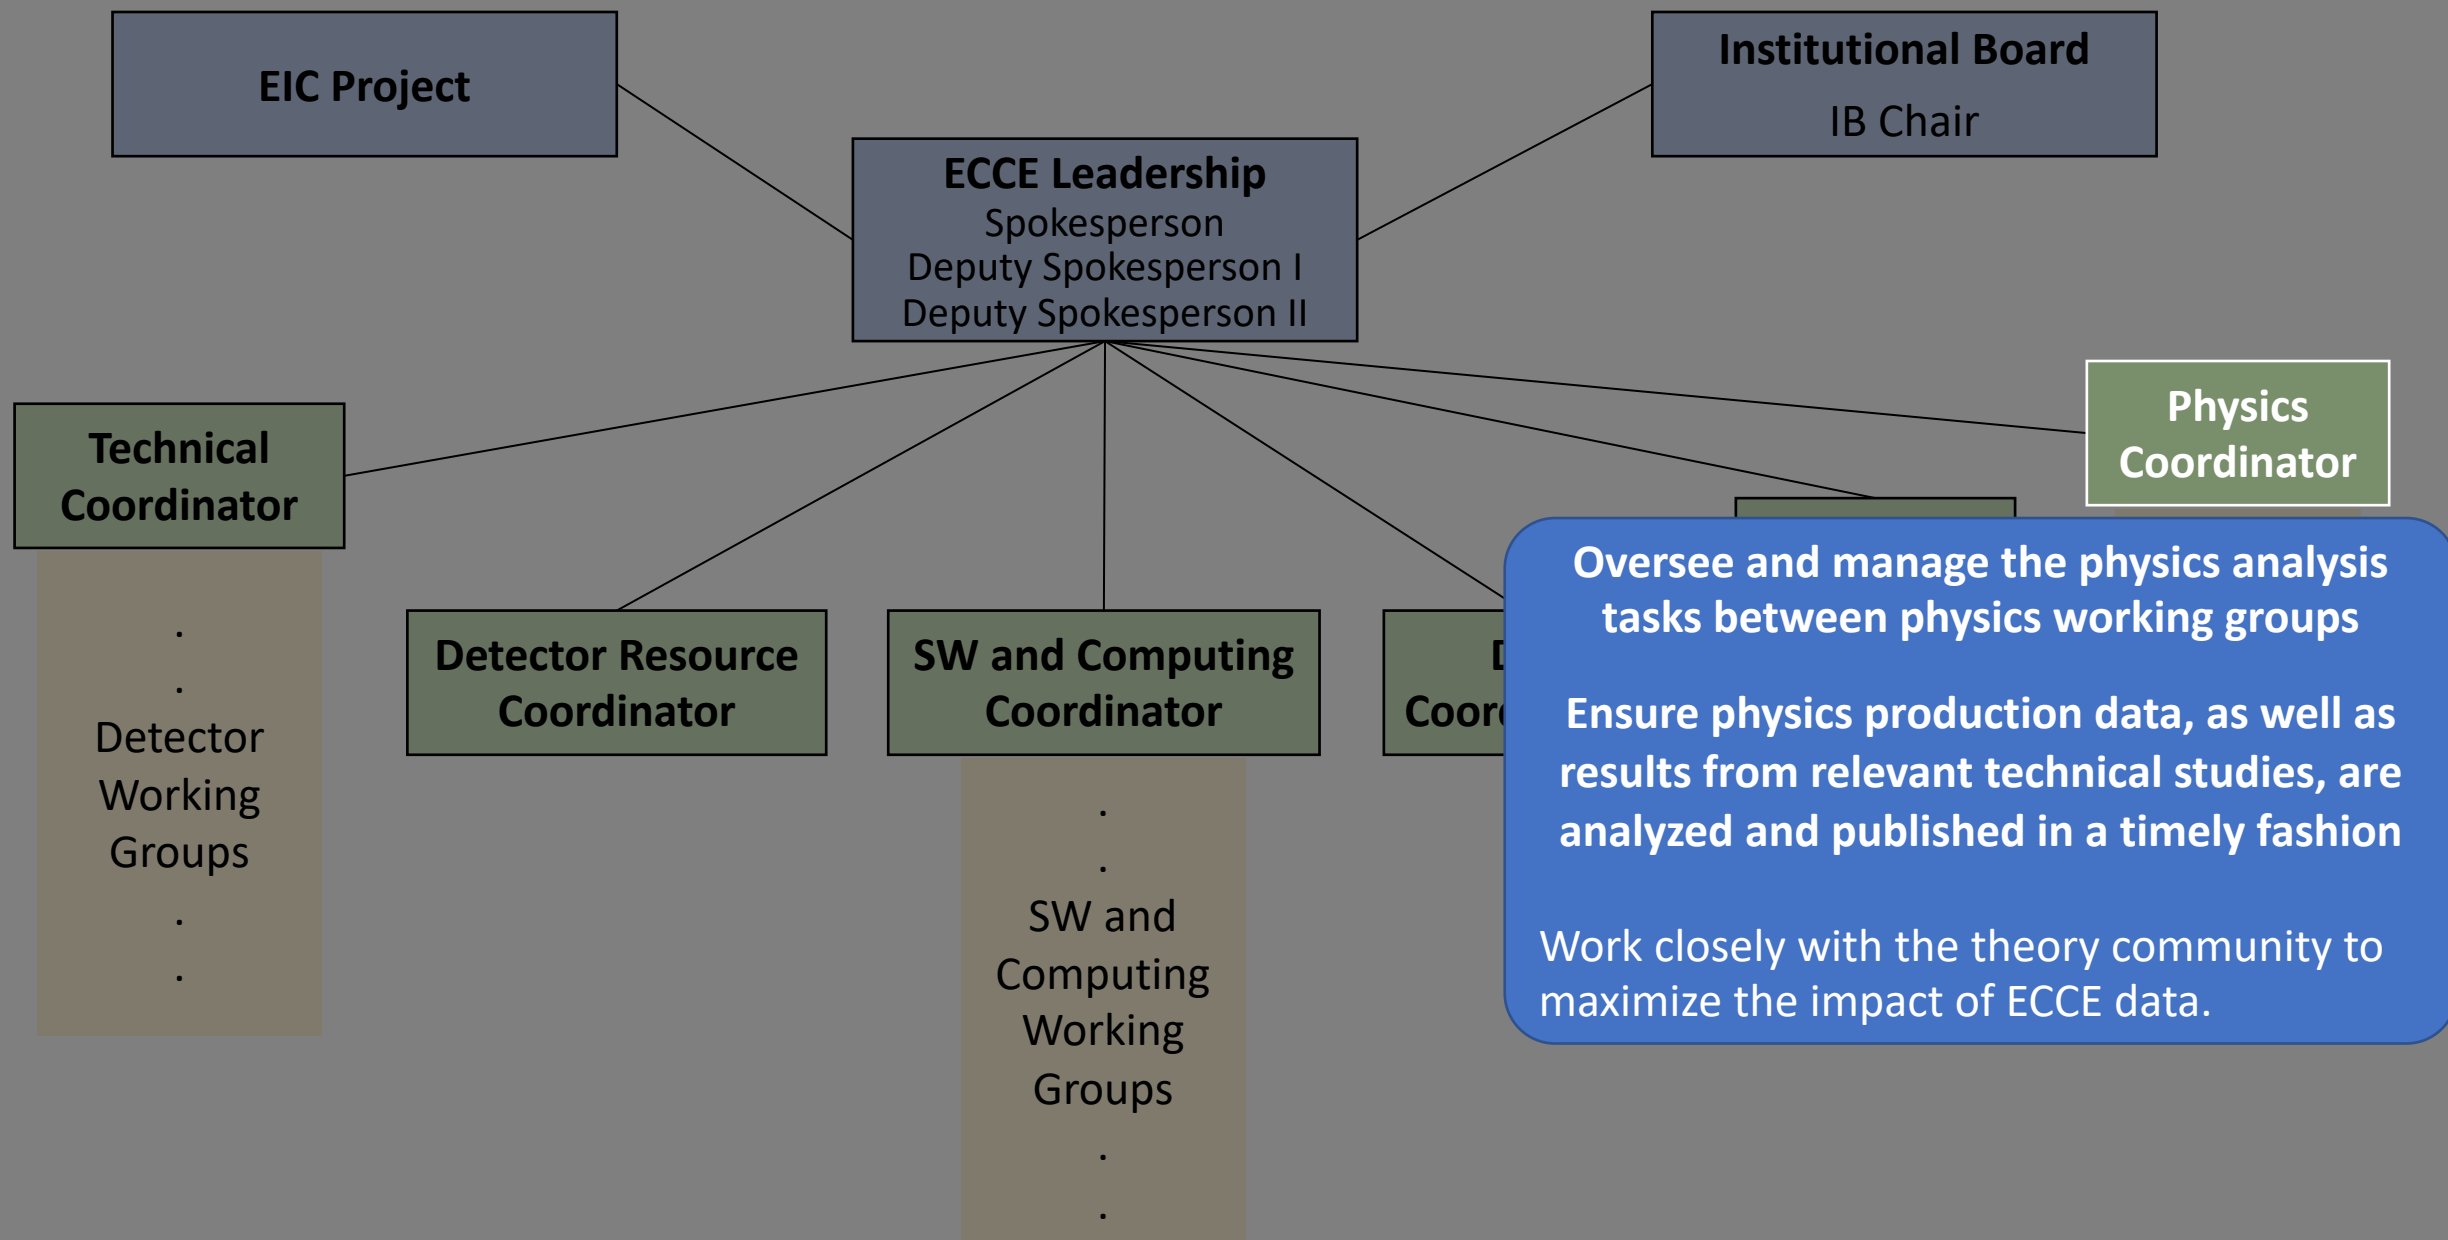 EIC Project
Institutional Board
IB Chair
ECCE Leadership
Spokesperson
Deputy Spokesperson I
Deputy Spokesperson II
Physics
Coordinator
Technical
Coordinator
.
.
Detector
Working
Groups
.
.
Detector Resource
Coordinator
SW and Computing
Coordinator
.
.
SW and
Computing
Working
Groups
.
.
Oversee and manage the physics analysis
tasks between physics working groups
Ensure physics production data, as well as
results from relevant technical studies, are
analyzed and published in a timely fashion
Work closely with the theory community to
maximize the impact of ECCE data.